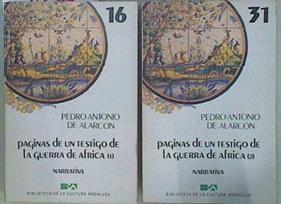 16
PEDRO ANTONIO
DE ALARCON
PAGINAS DE UN TESTIGO DE
LA GUERRA DE AFRICA (1)
NARRATIVA
BIBLIOTECA DE LA CULTURA ANDALUZA
31
PEDRO ANTONIO
DE ALARCON
PAGINAS DE UN TESTIGO DE
LA GUERRA DE AFRICA (2)
NARRATIVA
BIBLIOTECA DE LA CULTURA ANDALUZA